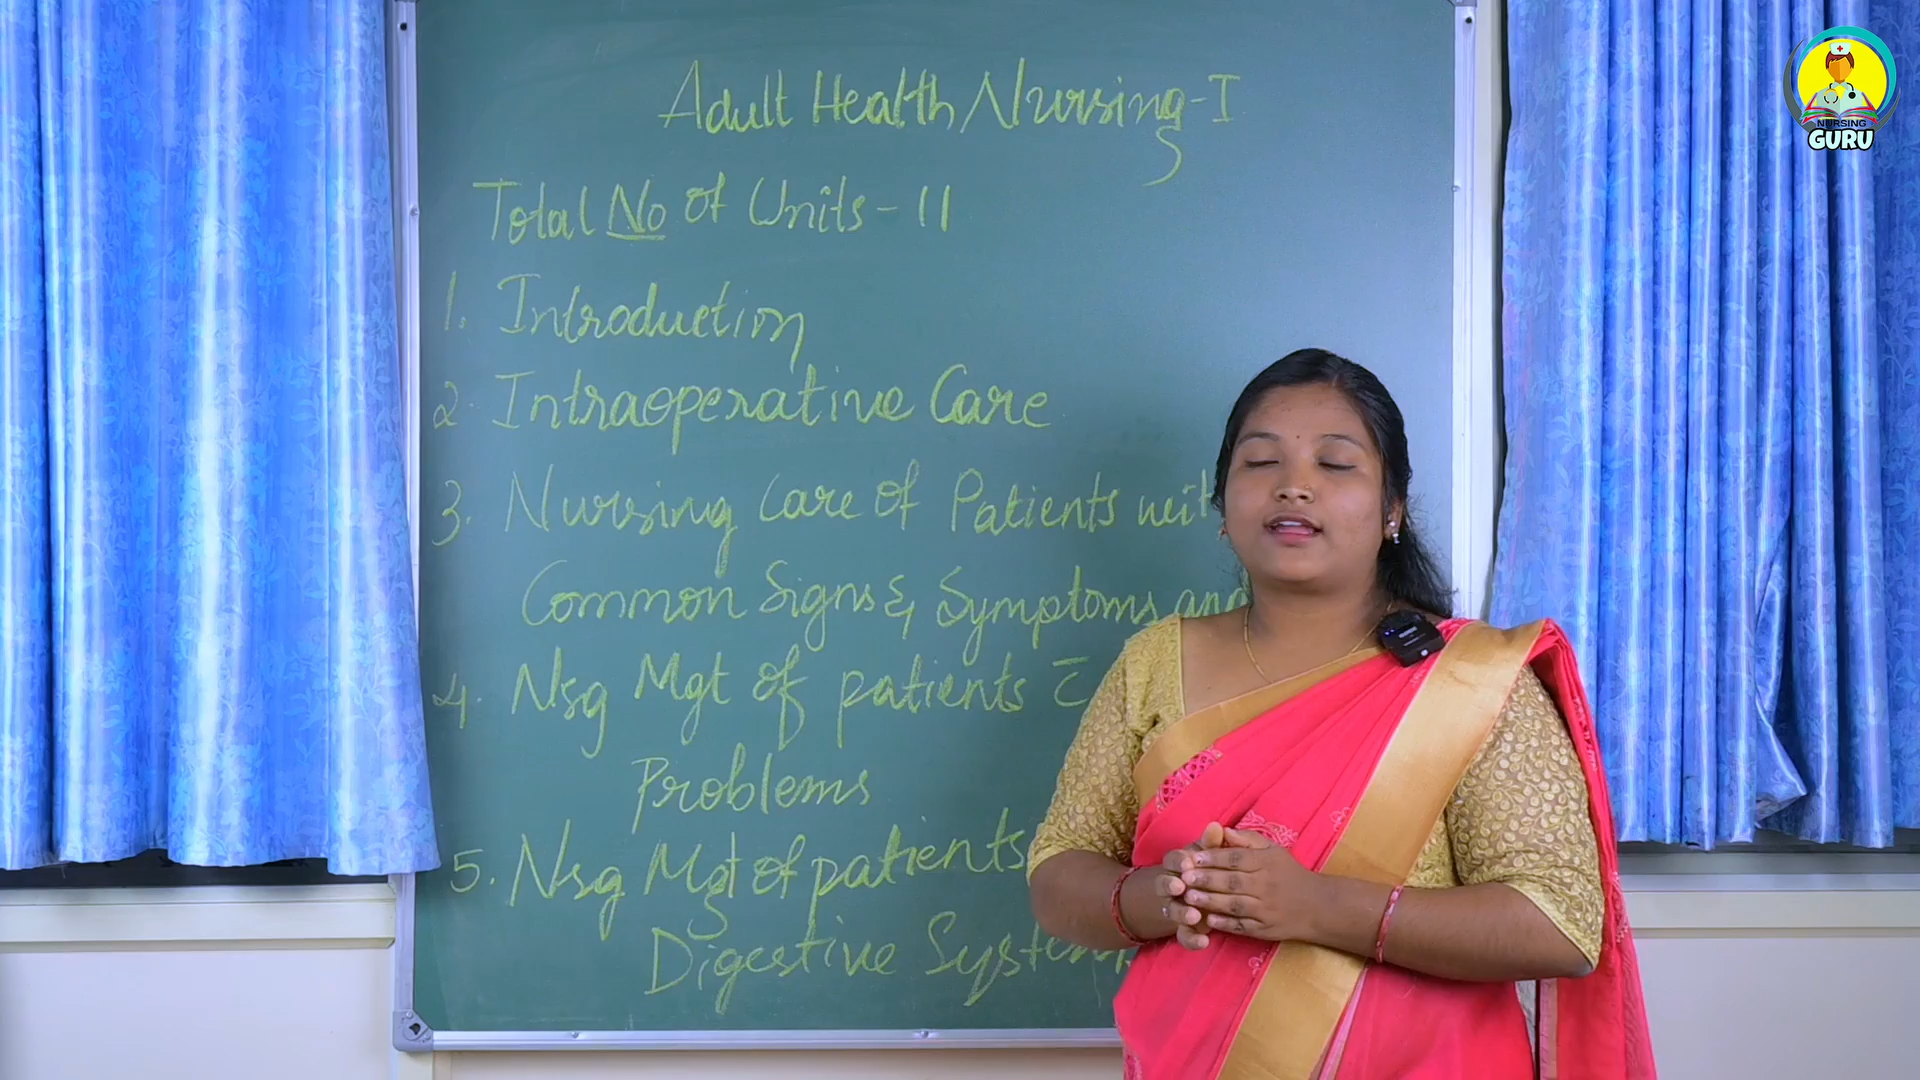 Adult Health Nursing-I
Total No of Units - 11
1. Introduction
2. Intraoperative Care
3. Nursing Care of Patients
Common Signs & Symptoms and
4. Nsg Mgt of patients c̅
Problems
5. Nsg Mgt of patients
Digestive System
NURSING
GURU